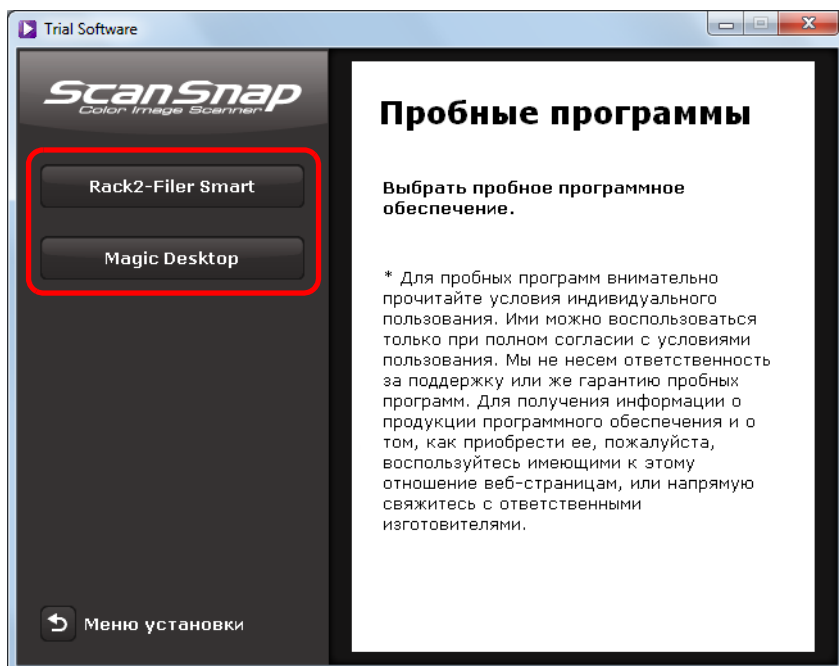 Trial Software
ScanSnap
Color Image Scanner
Rack2-Filer Smart
Magic Desktop
Меню установки
Пробные программы
Выбрать пробное программное
обеспечение.
* Для пробных программ внимательно
прочитайте условия индивидуального
пользования. Ими можно воспользоваться
только при полном согласии с условиями
пользования. Мы не несем ответственность
за поддержку или же гарантию пробных
программ. Для получения информации о
продукции программного обеспечения и о
том, как приобрести ее, пожалуйста,
воспользуйтесь имеющими к этому
отношение веб-страницам, или напрямую
свяжитесь с ответственными
изготовителями.